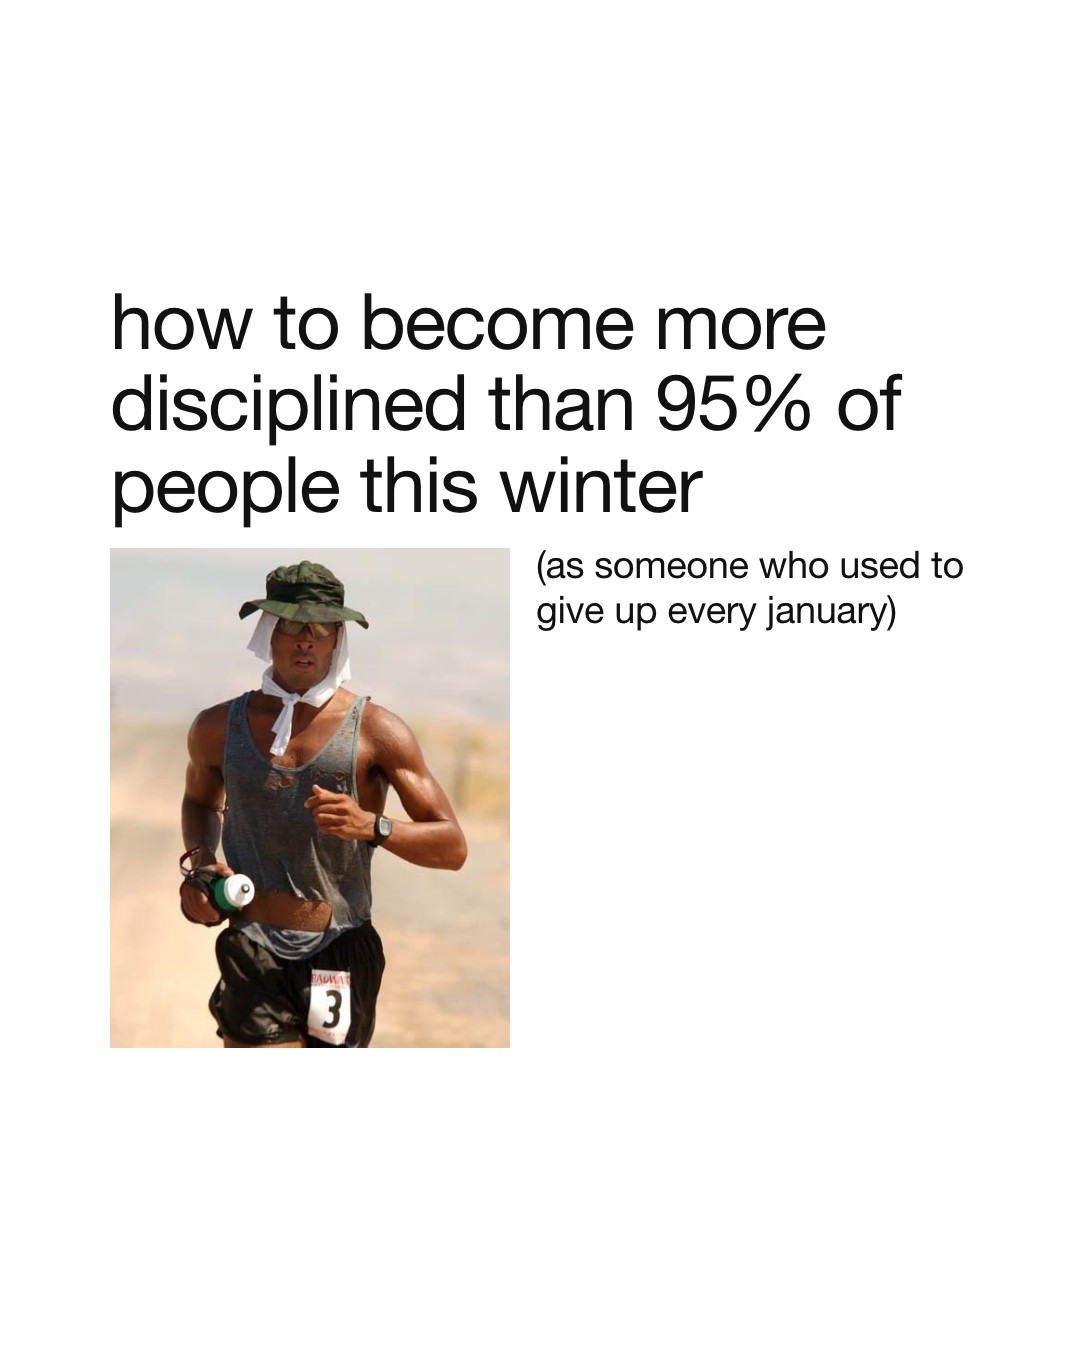 how to become more
disciplined than 95% of
people this winter
(as someone who used to
give up every january)
3